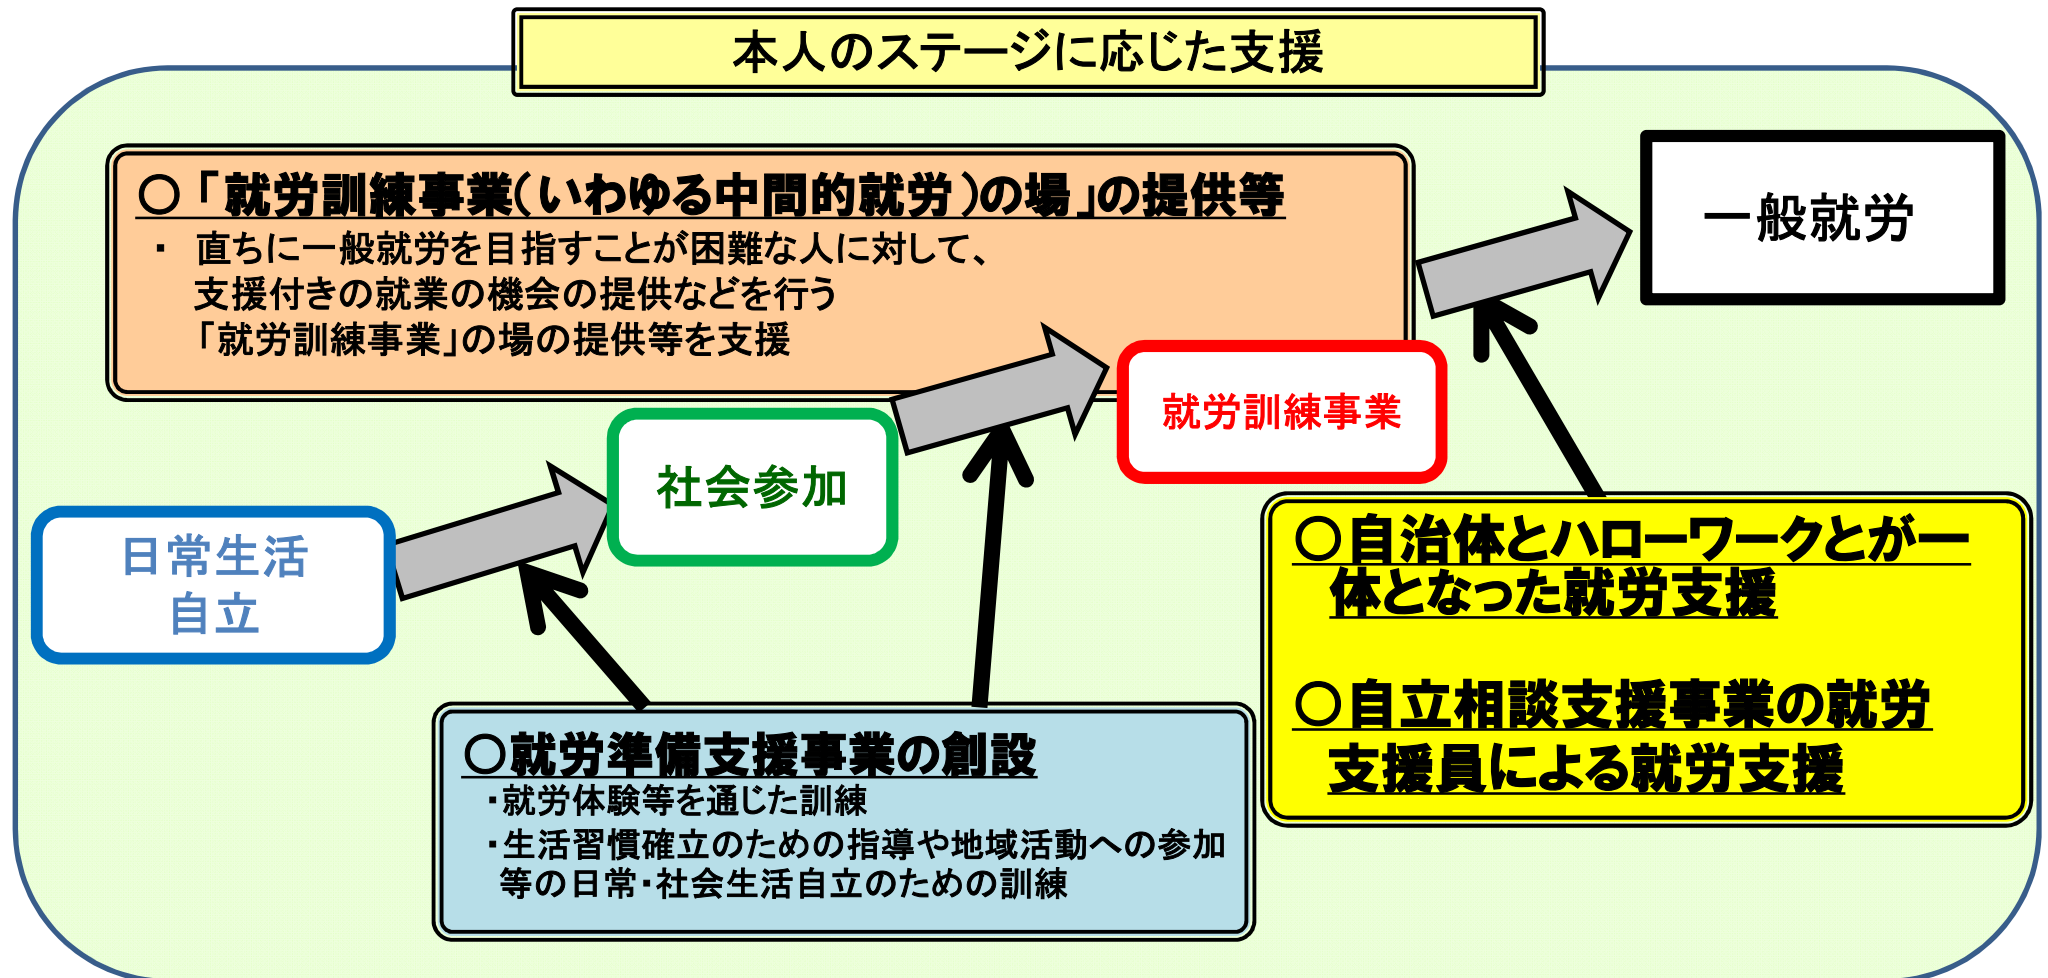 本人のステージに応じた支援
○「就労訓練事業(いわゆる中間的就労)の場」の提供等
・ 直ちに一般就労を目指すことが困難な人に対して、
支援付きの就業の機会の提供などを行う
「就労訓練事業」の場の提供等を支援
一般就労
就労訓練事業
社会参加
日常生活
自立
○自治体とハローワークとが一
体となった就労支援
○自立相談支援事業の就労
支援員による就労支援
○就労準備支援事業の創設
・就労体験等を通じた訓練
・生活習慣確立のための指導や地域活動への参加
等の日常・社会生活自立のための訓練